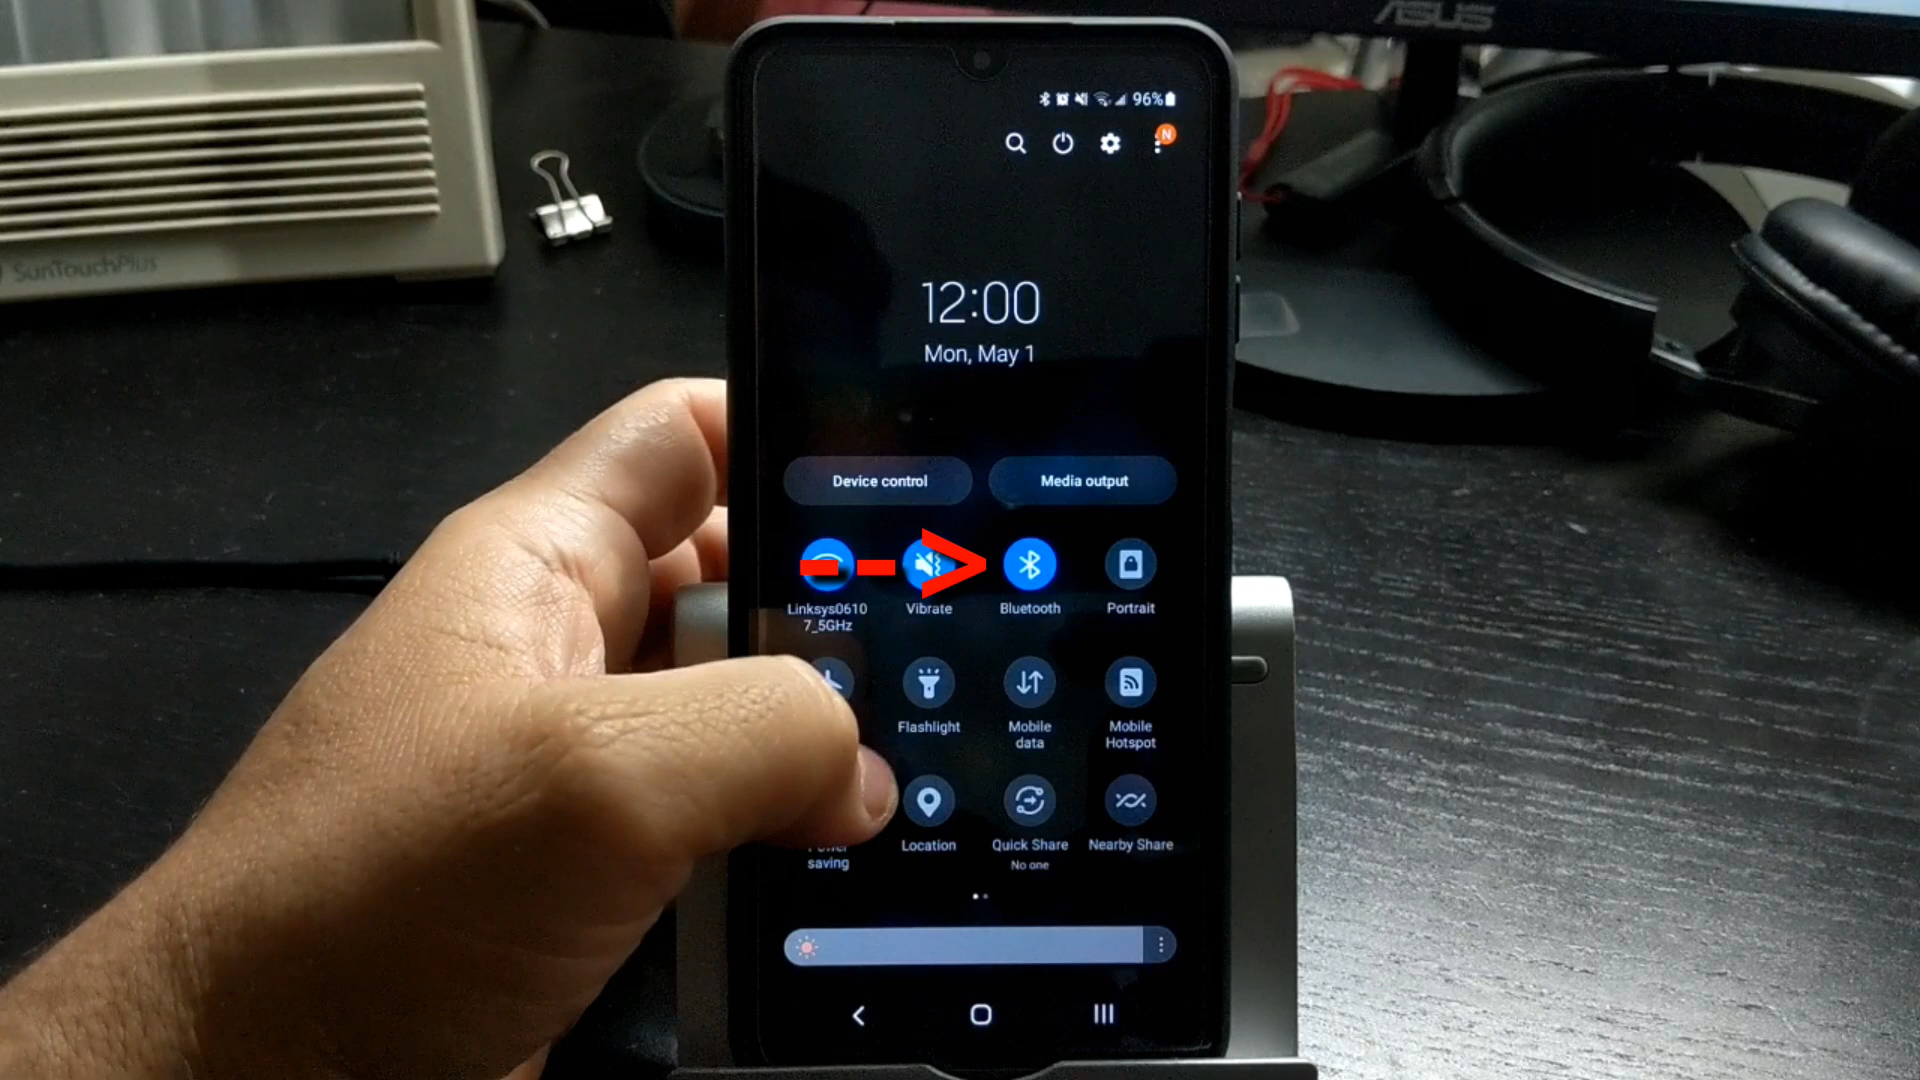 ASUS
SunTouchPlus
96%
N
12:00
Mon, May 1
Device control
Media output
Linksys0610
7_5GHz
Vibrate
Bluetooth
Portrait
Flashlight
Mobile
data
Mobile
Hotspot
Power
saving
Location
Quick Share
No one
Nearby Share